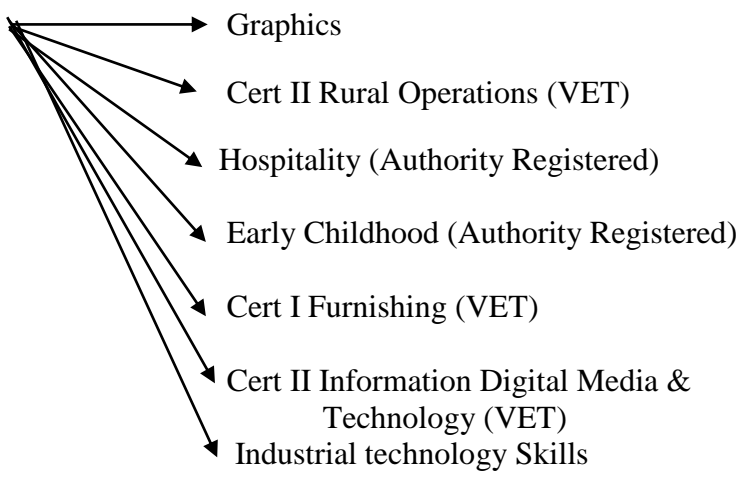 Graphics
Cert II Rural Operations (VET)
Hospitality (Authority Registered)
Early Childhood (Authority Registered)
Cert I Furnishing (VET)
Cert II Information Digital Media &
Technology (VET)
Industrial technology Skills